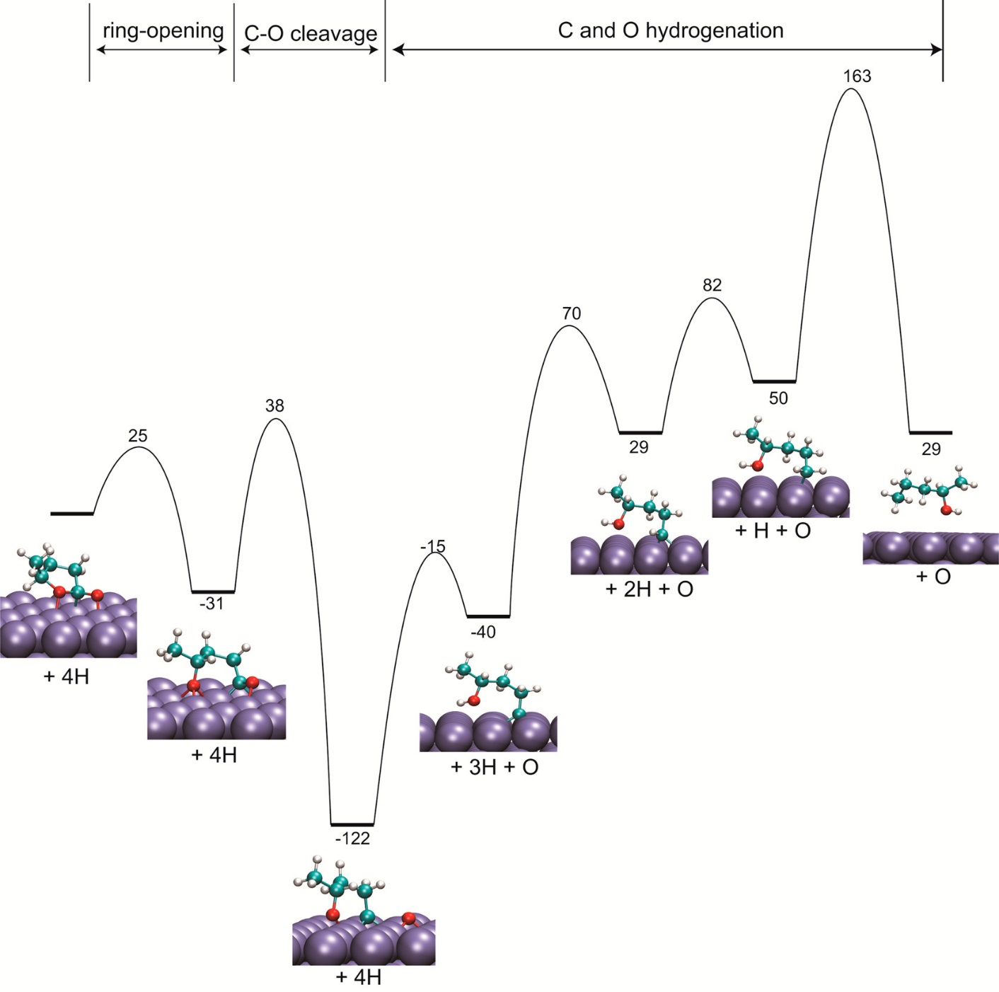 ring-opening
C-O cleavage
C and O hydrogenation
163
82
70
38
25
50
29
29
-15
-31
-40
-122
+ H + O
+ O
+ 2H + O
+ 4H
+ 4H
+ 3H + O
+ 4H